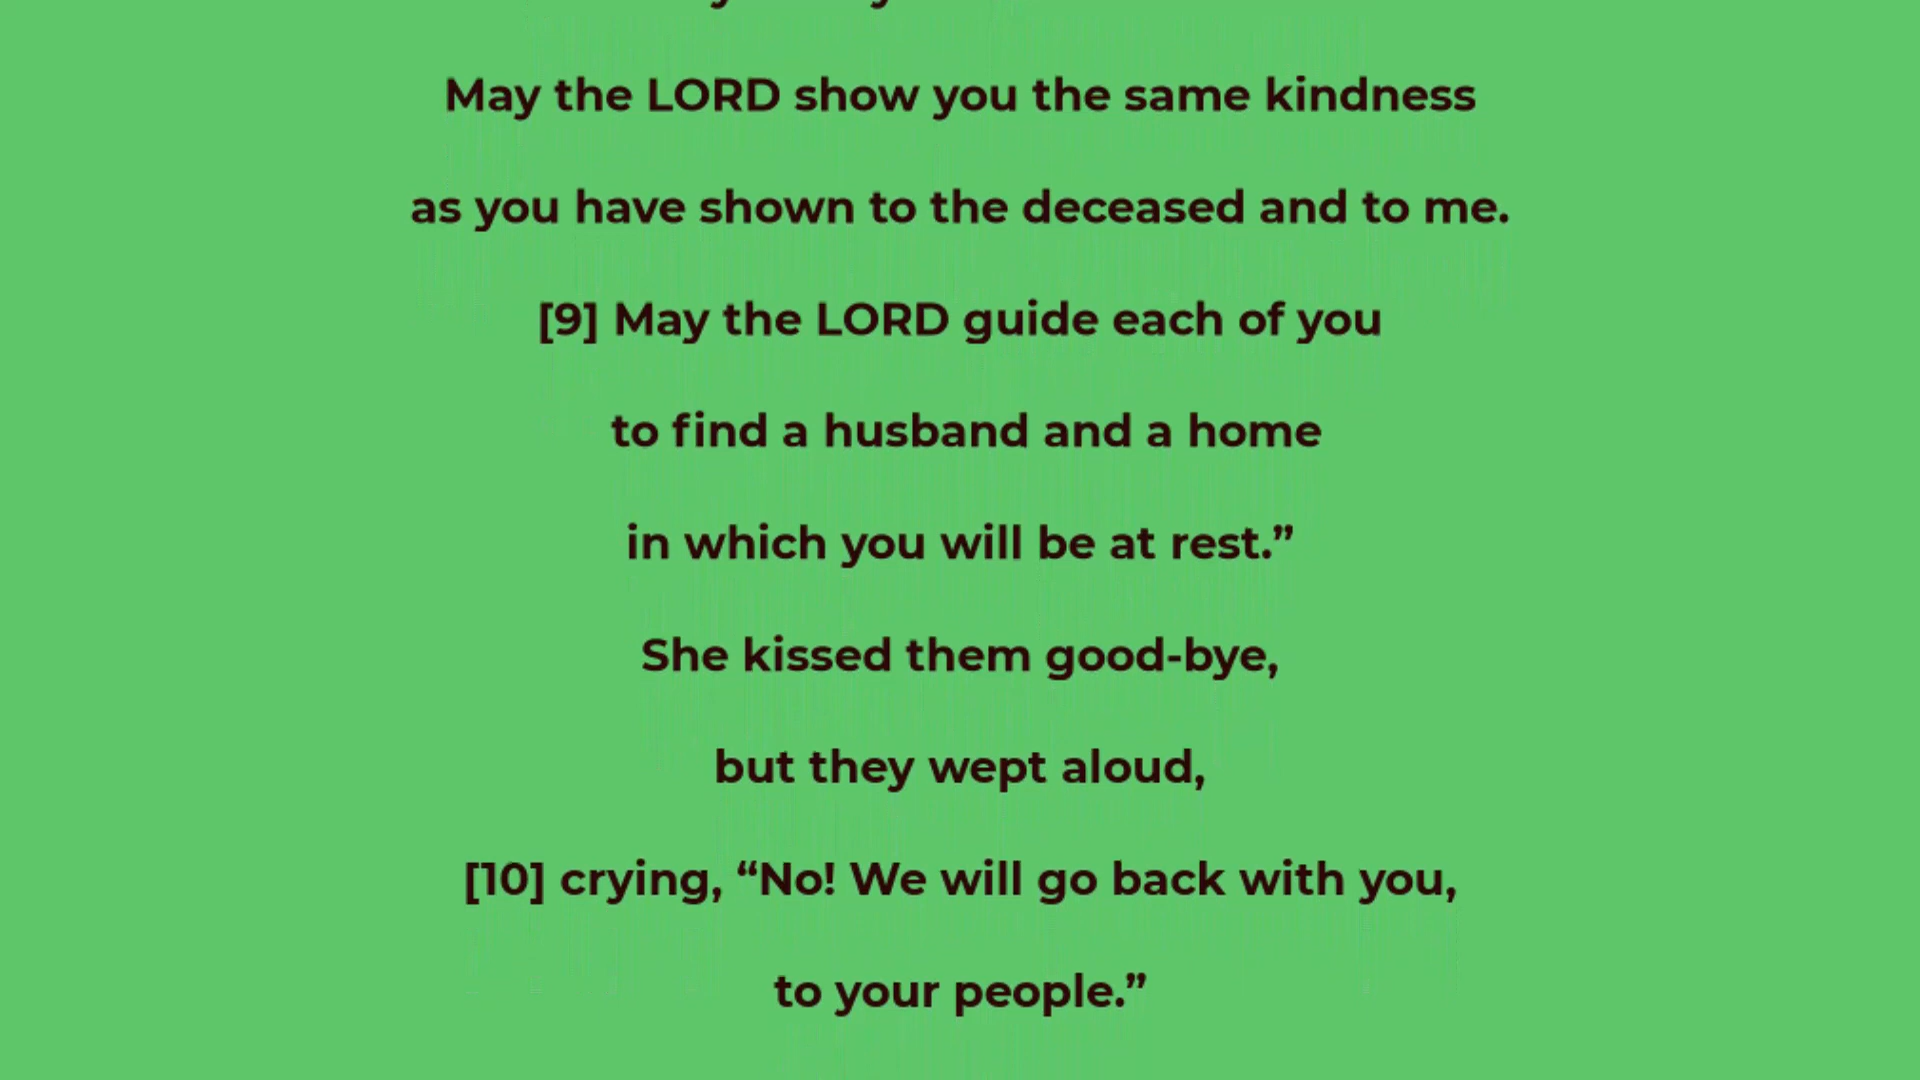 May the LORD show you the same kindness
as you have shown to the deceased and to me.
[9] May the LORD guide each of you
to find a husband and a home
in which you will be at rest.”
She kissed them good-bye,
but they wept aloud,
[10] crying, “No! We will go back with you,
to your people.”